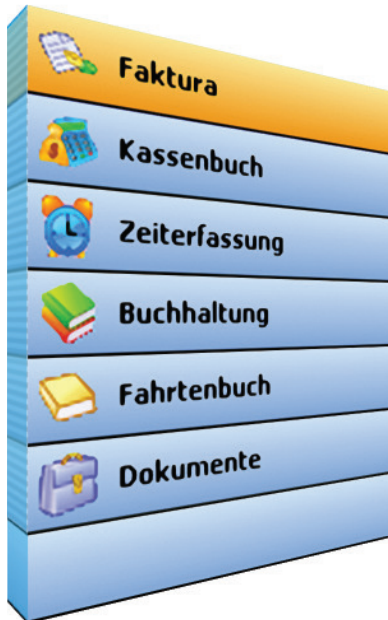 Faktura
Kassenbuch
Zeiterfassung
Buchhaltung
Fahrtenbuch
Dokumente